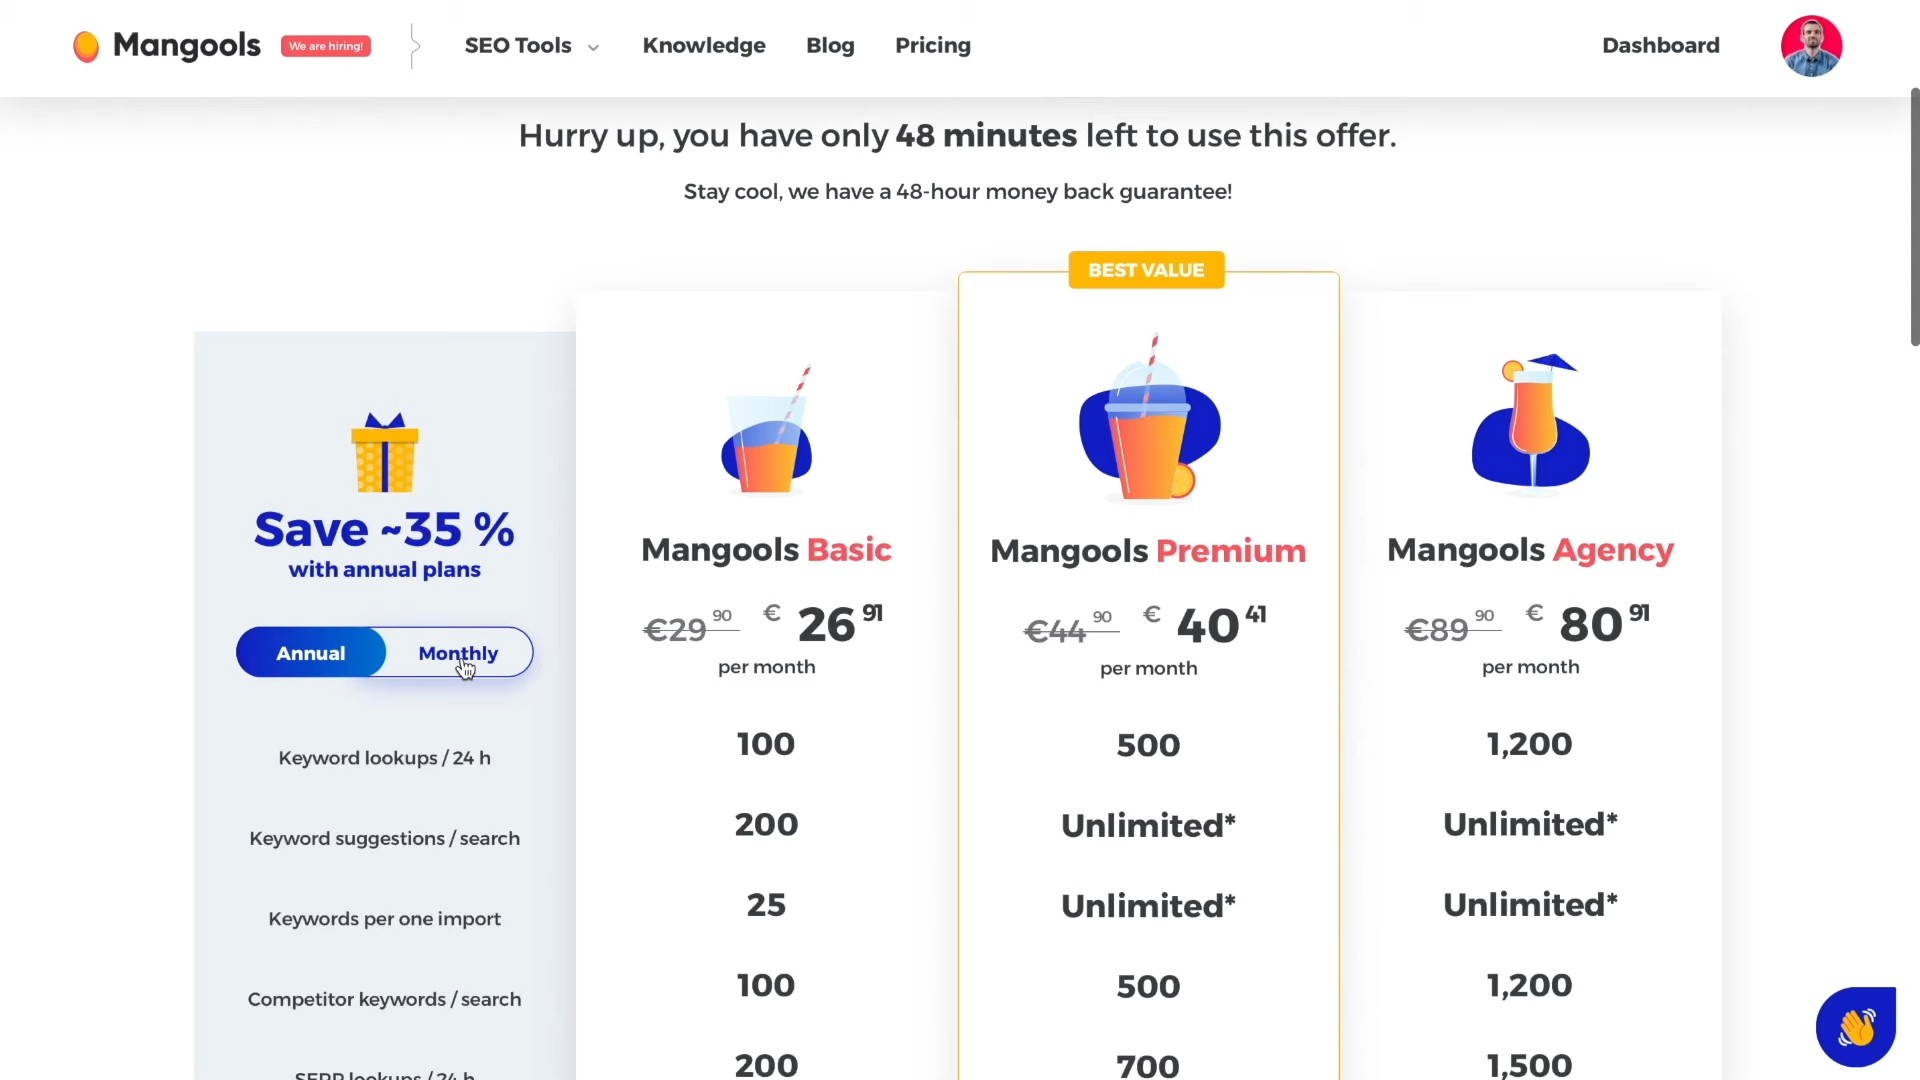 Mangools We are hiring! SEO Tools Knowledge Blog Pricing Dashboard
Hurry up, you have only 48 minutes left to use this offer.
Stay cool, we have a 48-hour money back guarantee!
BEST VALUE
Save ~35 %
with annual plans
Annual Monthly
Mangools Basic Mangools Premium Mangools Agency
€29 90 € 26 91 €44 90 € 40 41 €89 90 € 80 91
per month per month per month
Keyword lookups / 24 h 100 500 1,200
Keyword suggestions / search 200 Unlimited* Unlimited*
Keywords per one import 25 Unlimited* Unlimited*
Competitor keywords / search 100 500 1,200
SERP lookups / 24 h 200 700 1,500